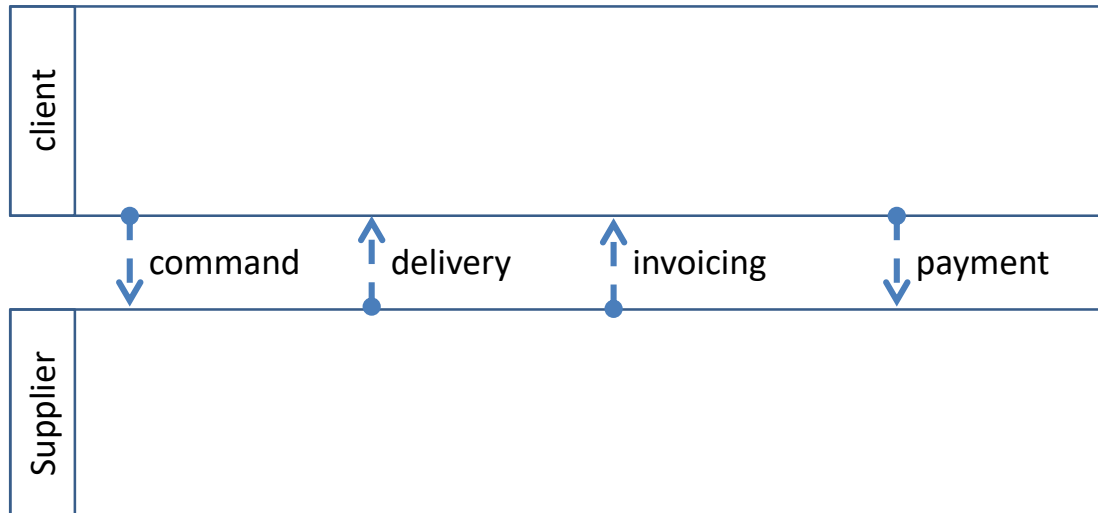 client
command
delivery
invoicing
payment
Supplier